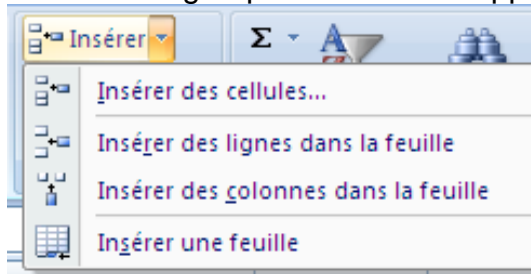 Insérer Σ
Insérer des cellules...
Insérer des lignes dans la feuille
Insérer des colonnes dans la feuille
Insérer une feuille